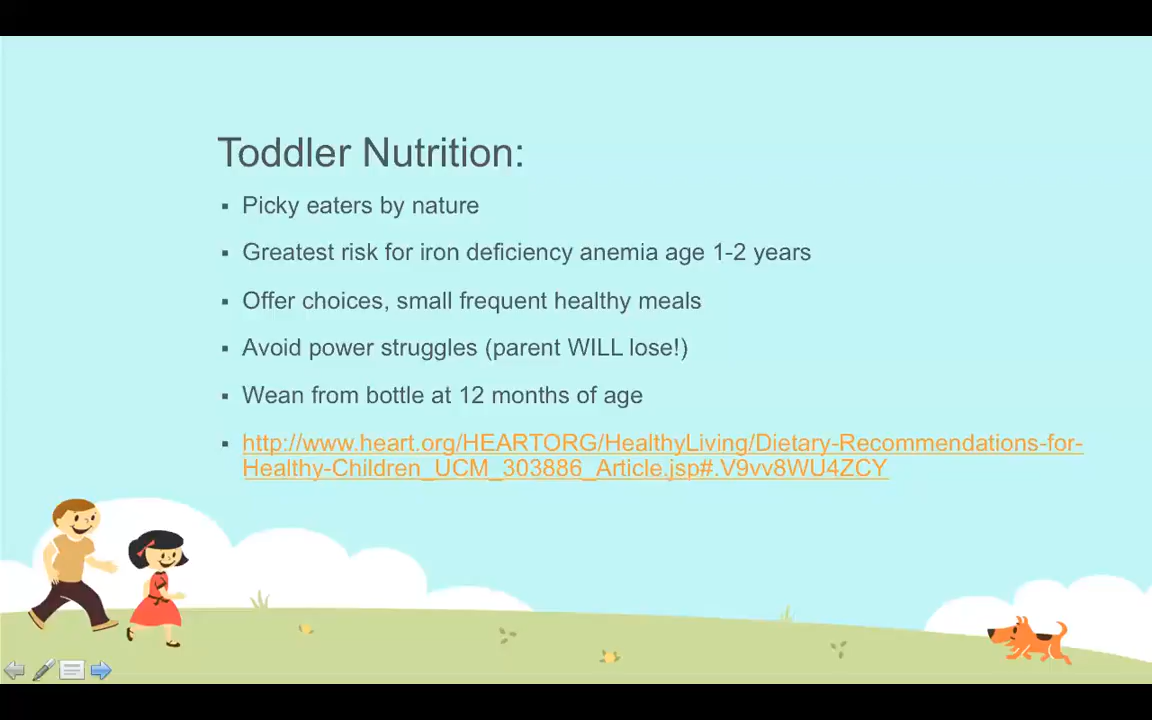 Toddler Nutrition:
▪ Picky eaters by nature
▪ Greatest risk for iron deficiency anemia age 1-2 years
▪ Offer choices, small frequent healthy meals
▪ Avoid power struggles (parent WILL lose!)
▪ Wean from bottle at 12 months of age
▪ http://www.heart.org/HEARTORG/HealthyLiving/Dietary-Recommendations-for-
Healthy-Children_UCM_303886_Article.jsp#.V9vv8WU4ZCY